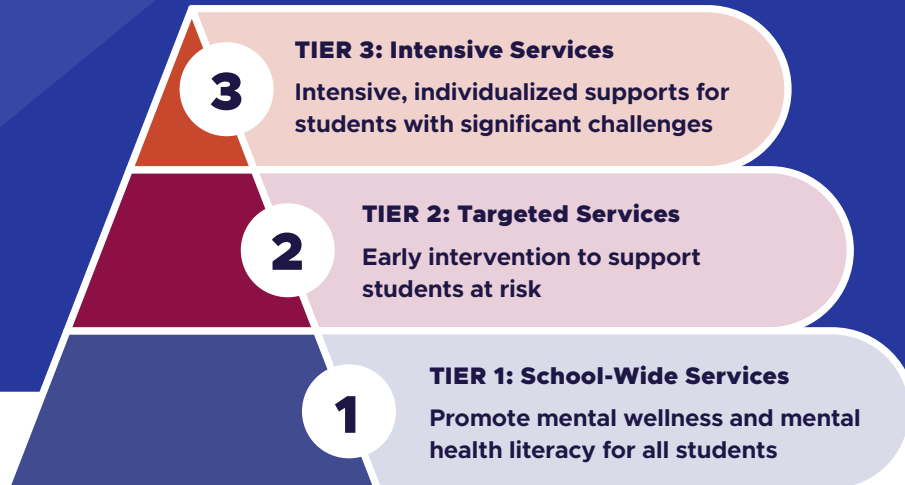 3
TIER 3: Intensive Services
Intensive, individualized supports for
students with significant challenges
2
TIER 2: Targeted Services
Early intervention to support
students at risk
1
TIER 1: School-Wide Services
Promote mental wellness and mental
health literacy for all students